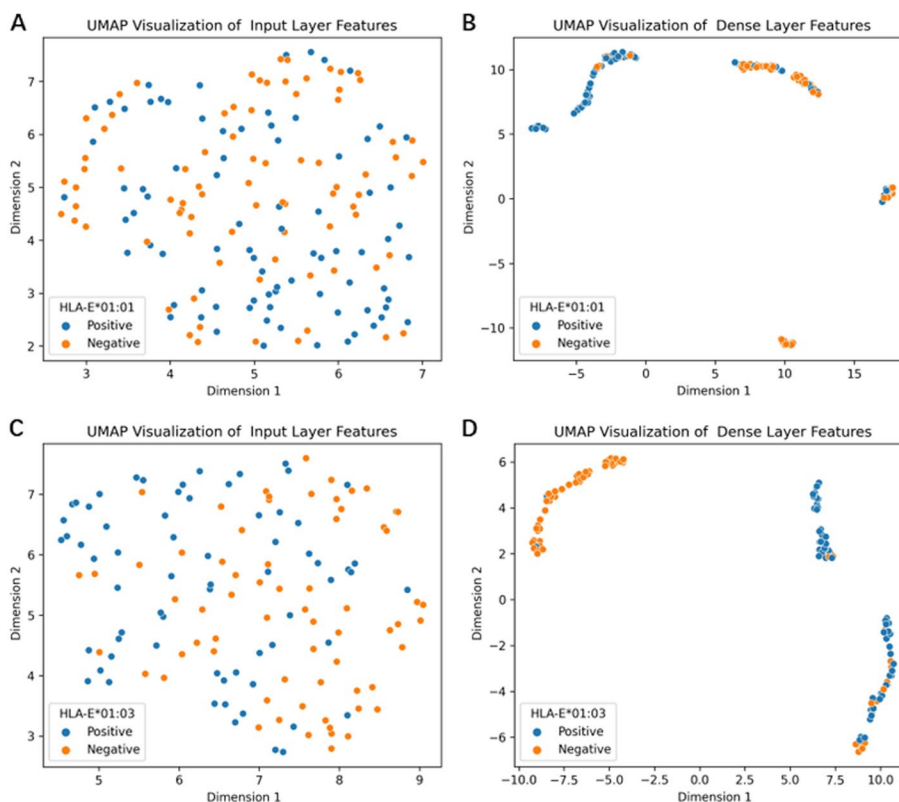 A
UMAP Visualization of Input Layer Features
Dimension 2
7
6
5
4
3
2
HLA-E*01:01
Positive
Negative
3
4
5
6
7
Dimension 1
B
UMAP Visualization of Dense Layer Features
Dimension 2
10
5
0
−5
−10
HLA-E*01:01
Positive
Negative
−5
0
5
10
15
Dimension 1
C
UMAP Visualization of Input Layer Features
Dimension 2
7
6
5
4
3
HLA-E*01:03
Positive
Negative
5
6
7
8
9
Dimension 1
D
UMAP Visualization of Dense Layer Features
Dimension 2
6
4
2
0
−2
−4
−6
HLA-E*01:03
Positive
Negative
−10.0
−7.5
−5.0
−2.5
0.0
2.5
5.0
7.5
10.0
Dimension 1